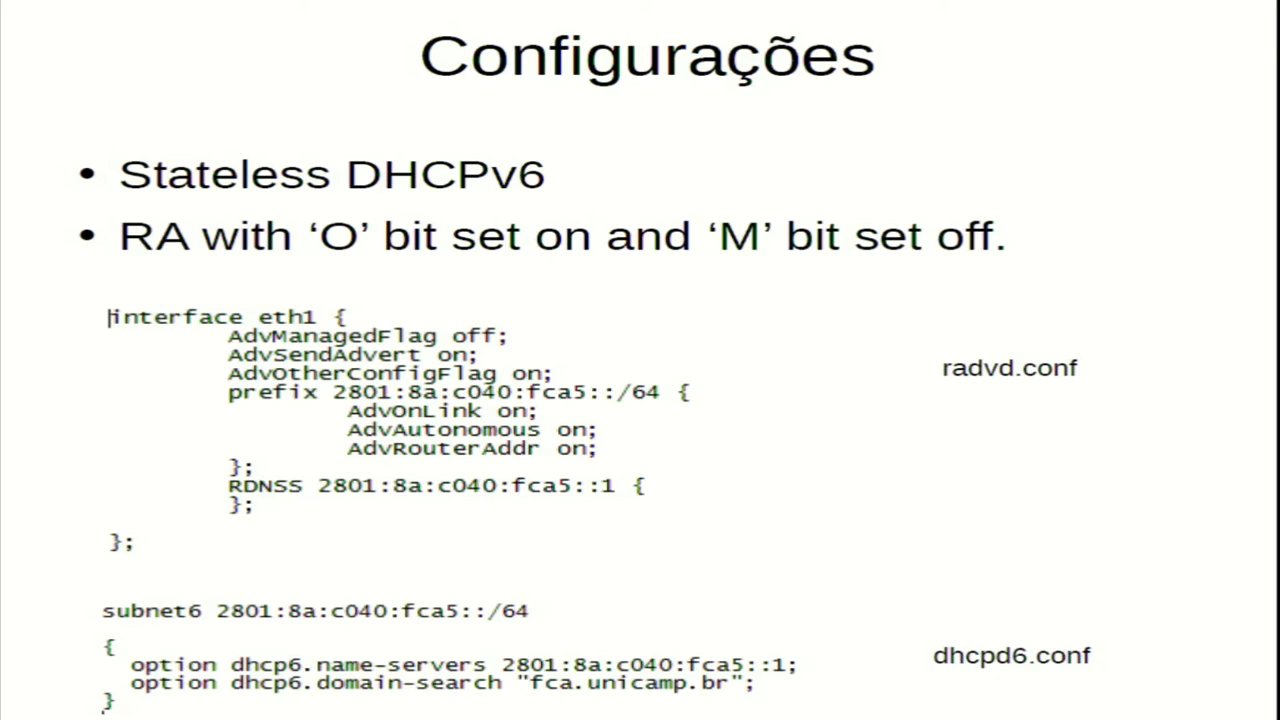 Configurações
• Stateless DHCPv6
• RA with ‘O’ bit set on and ‘M’ bit set off.
interface eth1 {
AdvManagedFlag off;
AdvSendAdvert on;
AdvOtherConfigFlag on;
prefix 2801:8a:c040:fca5::/64 {
AdvOnLink on;
AdvAutonomous on;
AdvRouterAddr on;
};
RDNSS 2801:8a:c040:fca5::1 {
};
};
radvd.conf
subnet6 2801:8a:c040:fca5::/64
{
option dhcp6.name-servers 2801:8a:c040:fca5::1;
option dhcp6.domain-search "fca.unicamp.br";
}
dhcpd6.conf